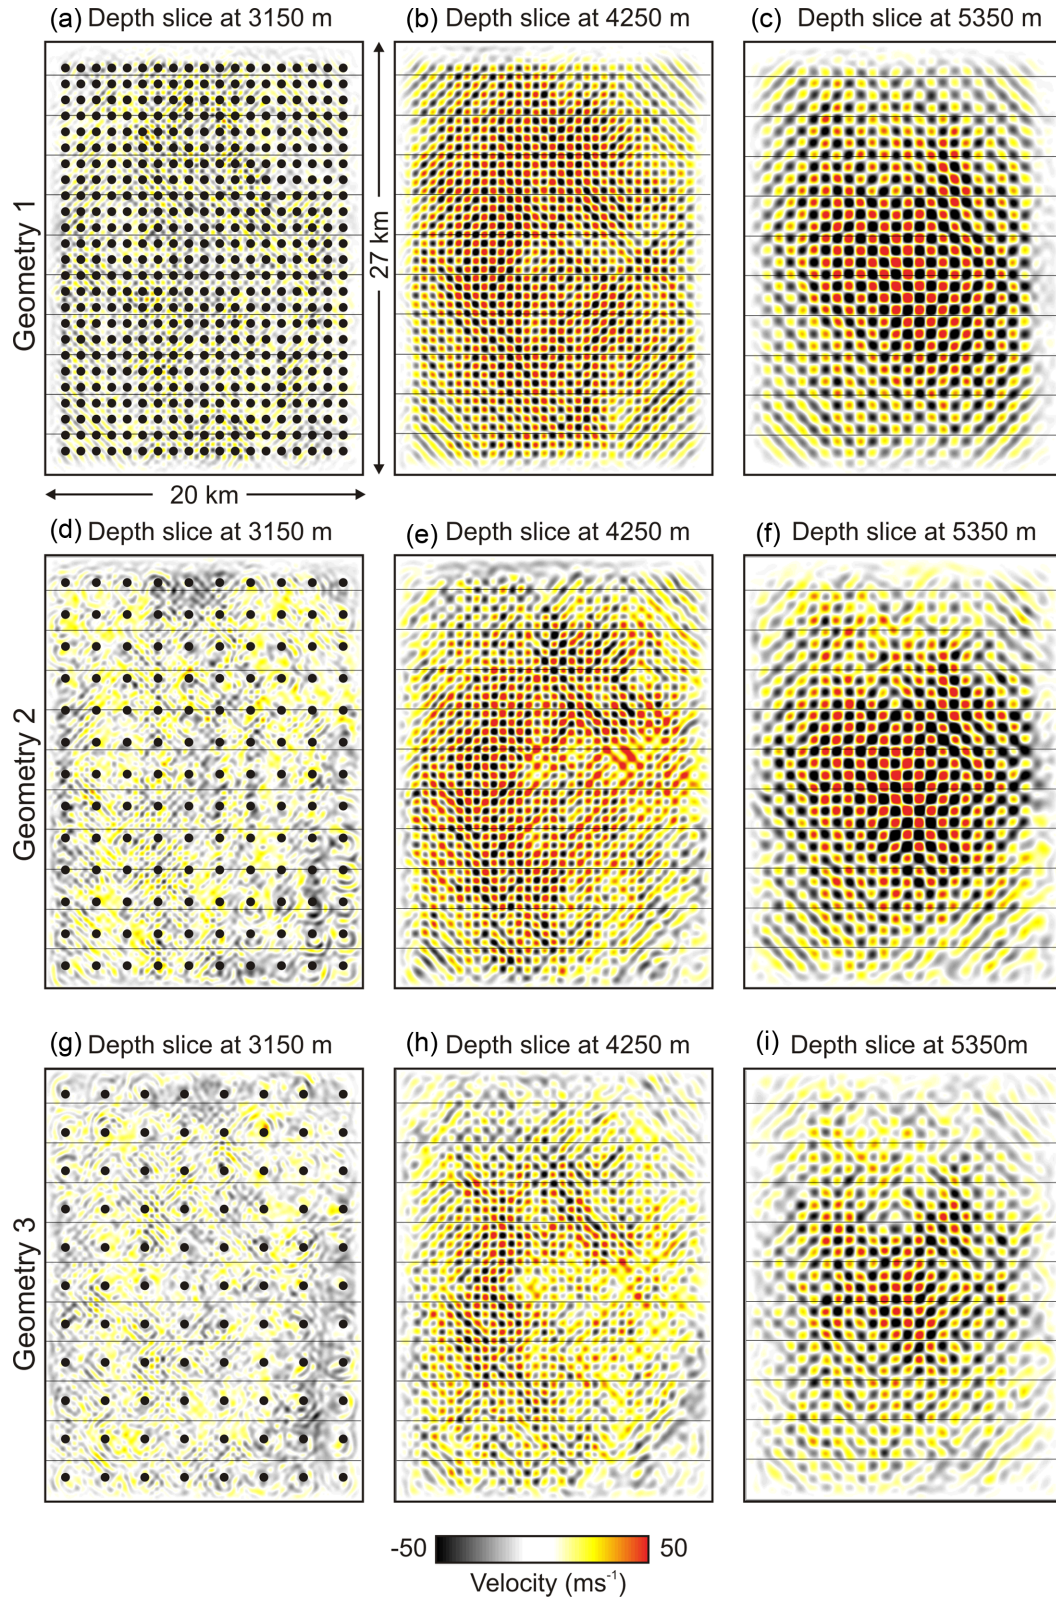 (a) Depth slice at 3150 m
(b) Depth slice at 4250 m
(c) Depth slice at 5350 m
Geometry 1
27 km
20 km
(d) Depth slice at 3150 m
(e) Depth slice at 4250 m
(f) Depth slice at 5350 m
Geometry 2
(g) Depth slice at 3150 m
(h) Depth slice at 4250 m
(i) Depth slice at 5350m
Geometry 3
-50 50
Velocity (ms⁻¹)